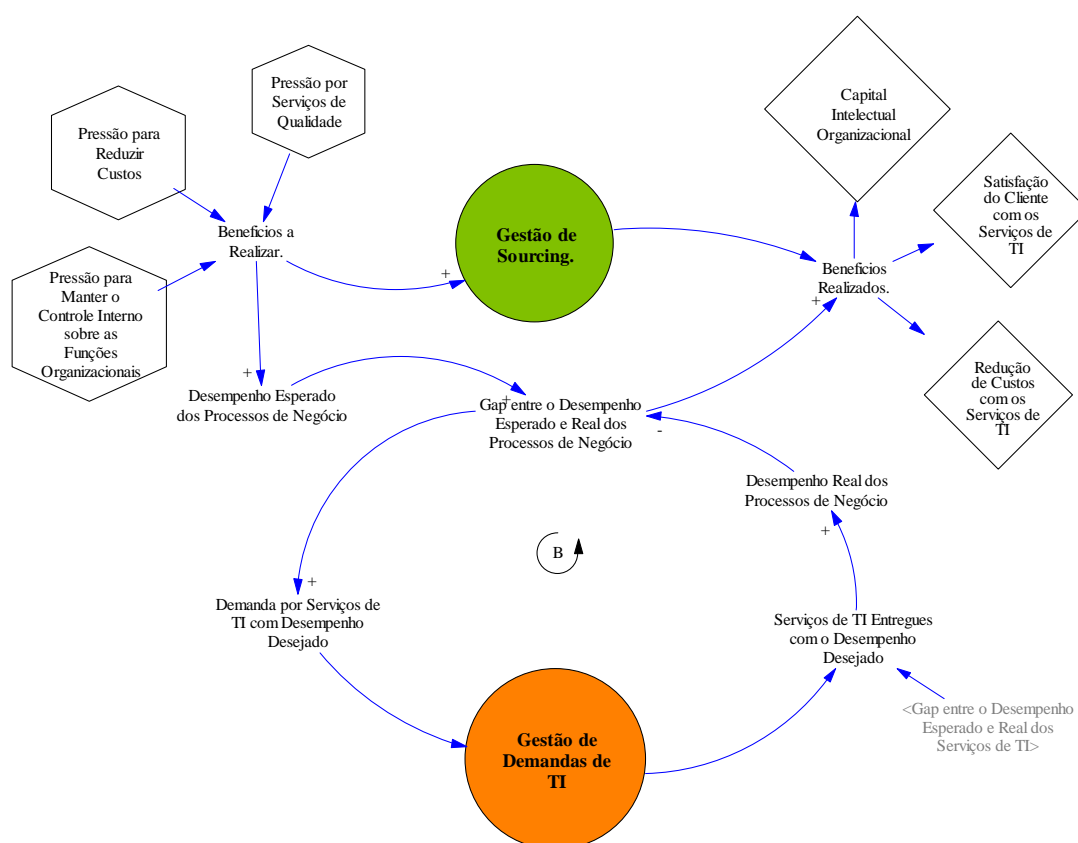 Pressão por
Serviços de
Qualidade
Pressão para
Reduzir
Custos
Capital
Intelectual
Organizacional
Satisfação
do Cliente
com os
Serviços de
TI
Beneficios a
Realizar.
Gestão de
Sourcing.
Pressão para
Manter o
Controle Interno
sobre as
Funções
Organizacionais
+
Beneficios
Realizados.
+
+
Desempenho Esperado
dos Processos de Negócio
+
Gap entre o Desempenho
Esperado e Real dos
Processos de Negócio
-
Redução
de Custos
com os
Serviços de
TI
Desempenho Real dos
Processos de Negócio
+
B
+
Demanda por Serviços de
TI com Desempenho
Desejado
Serviços de TI Entregues
com o Desempenho
Desejado
Gestão de
Demandas de
TI
<Gap entre o Desempenho
Esperado e Real dos
Serviços de TI>